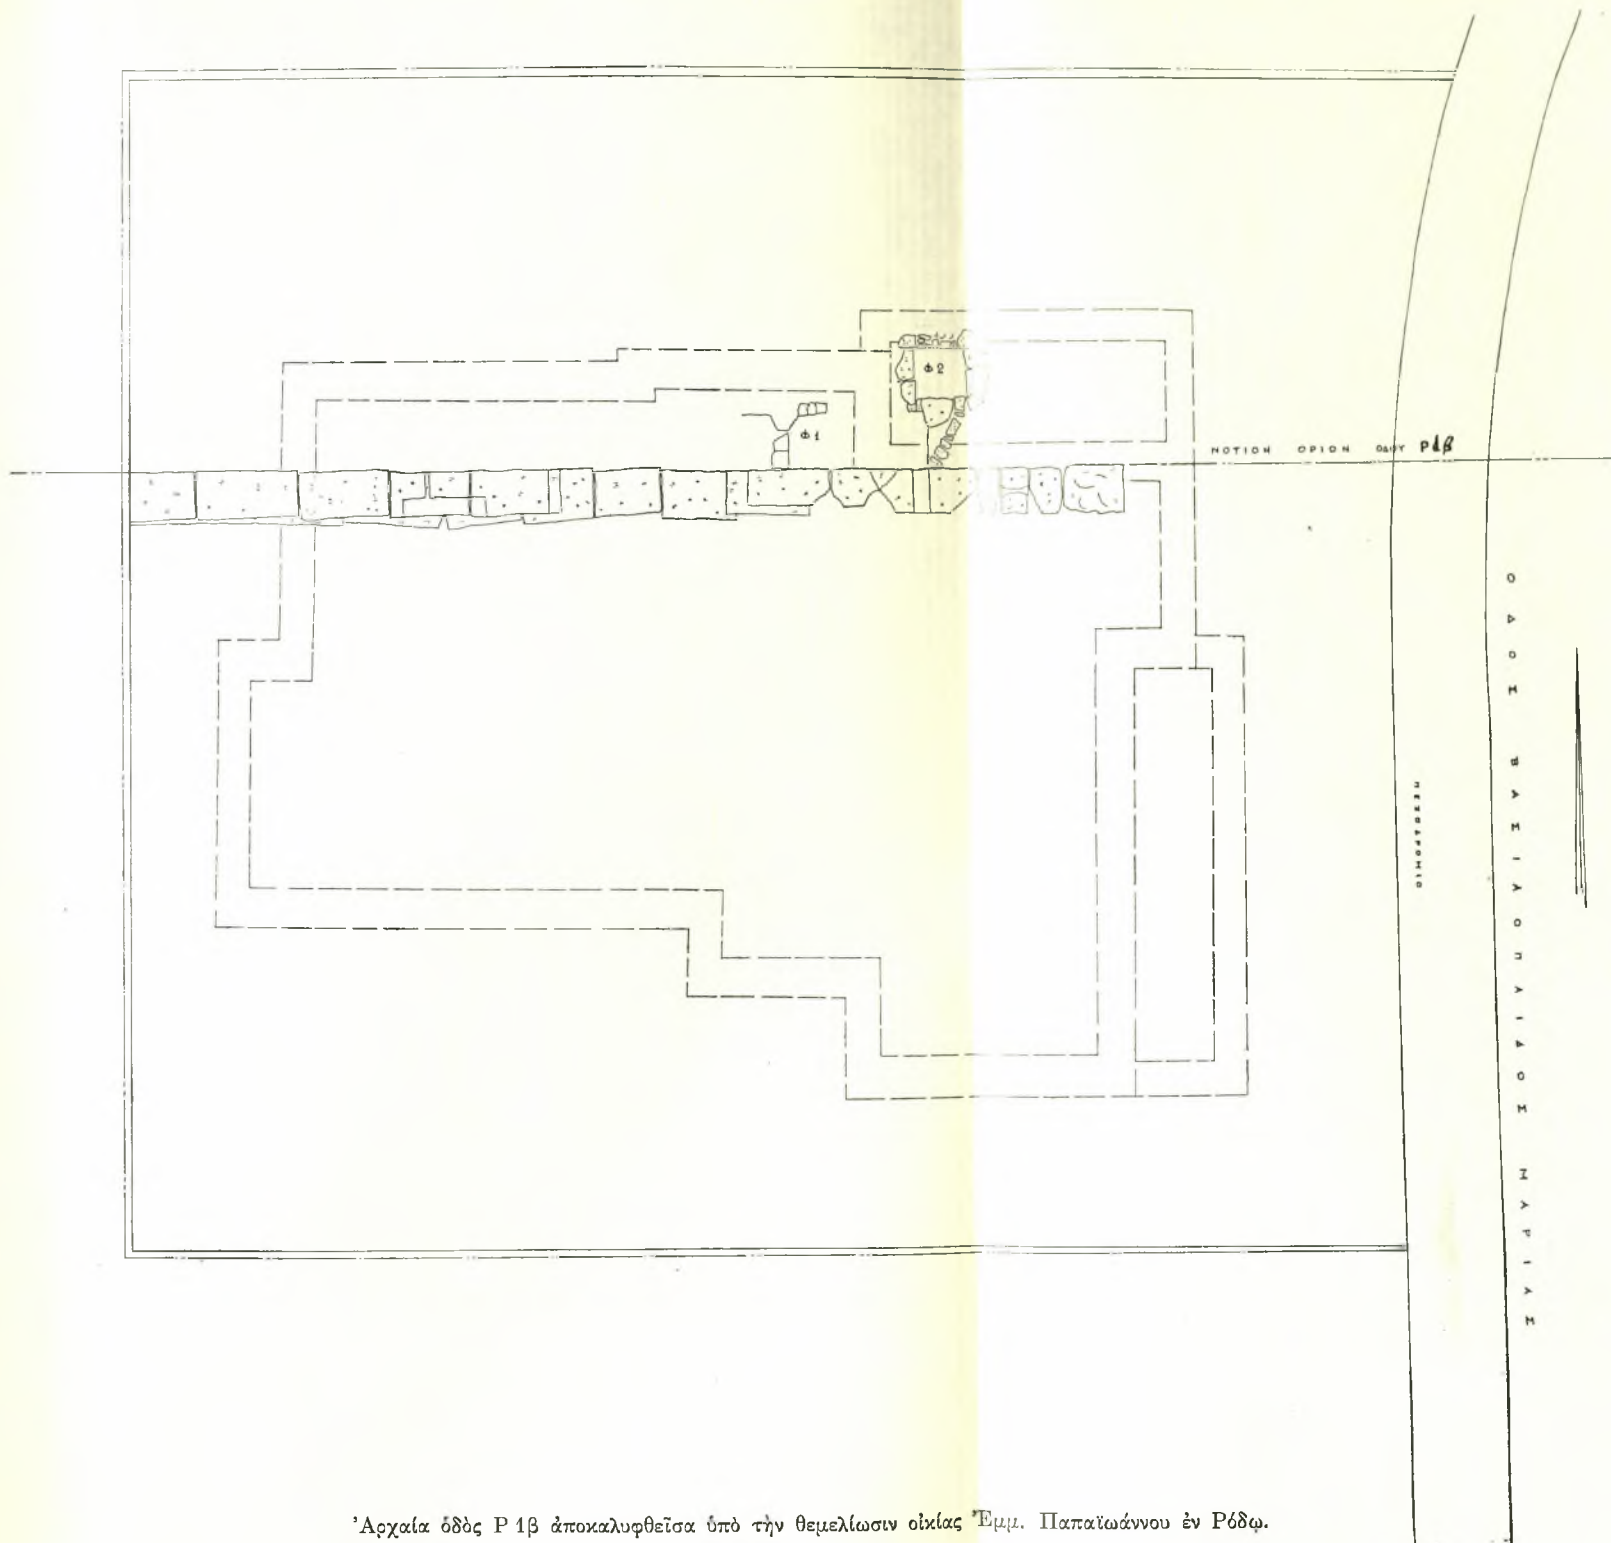 Φ2
Φ1
ΝΟΤΙΟΝ ΟΡΙΟΝ ΟΔΟΥ Ρ1β
ΟΔΟΣ ΒΑΣΙΛΟΠΑΙΔΟΣ ΜΑΡΙΑΣ
ΠΕΖΟΔΡΟΜΙΟ
Ἀρχαία ὁδὸς Ρ 1β ἀποκαλυφθεῖσα ὑπὸ τὴν θεμελίωσιν οἰκίας Ἐμμ. Παπαϊωάννου ἐν Ρόδῳ.